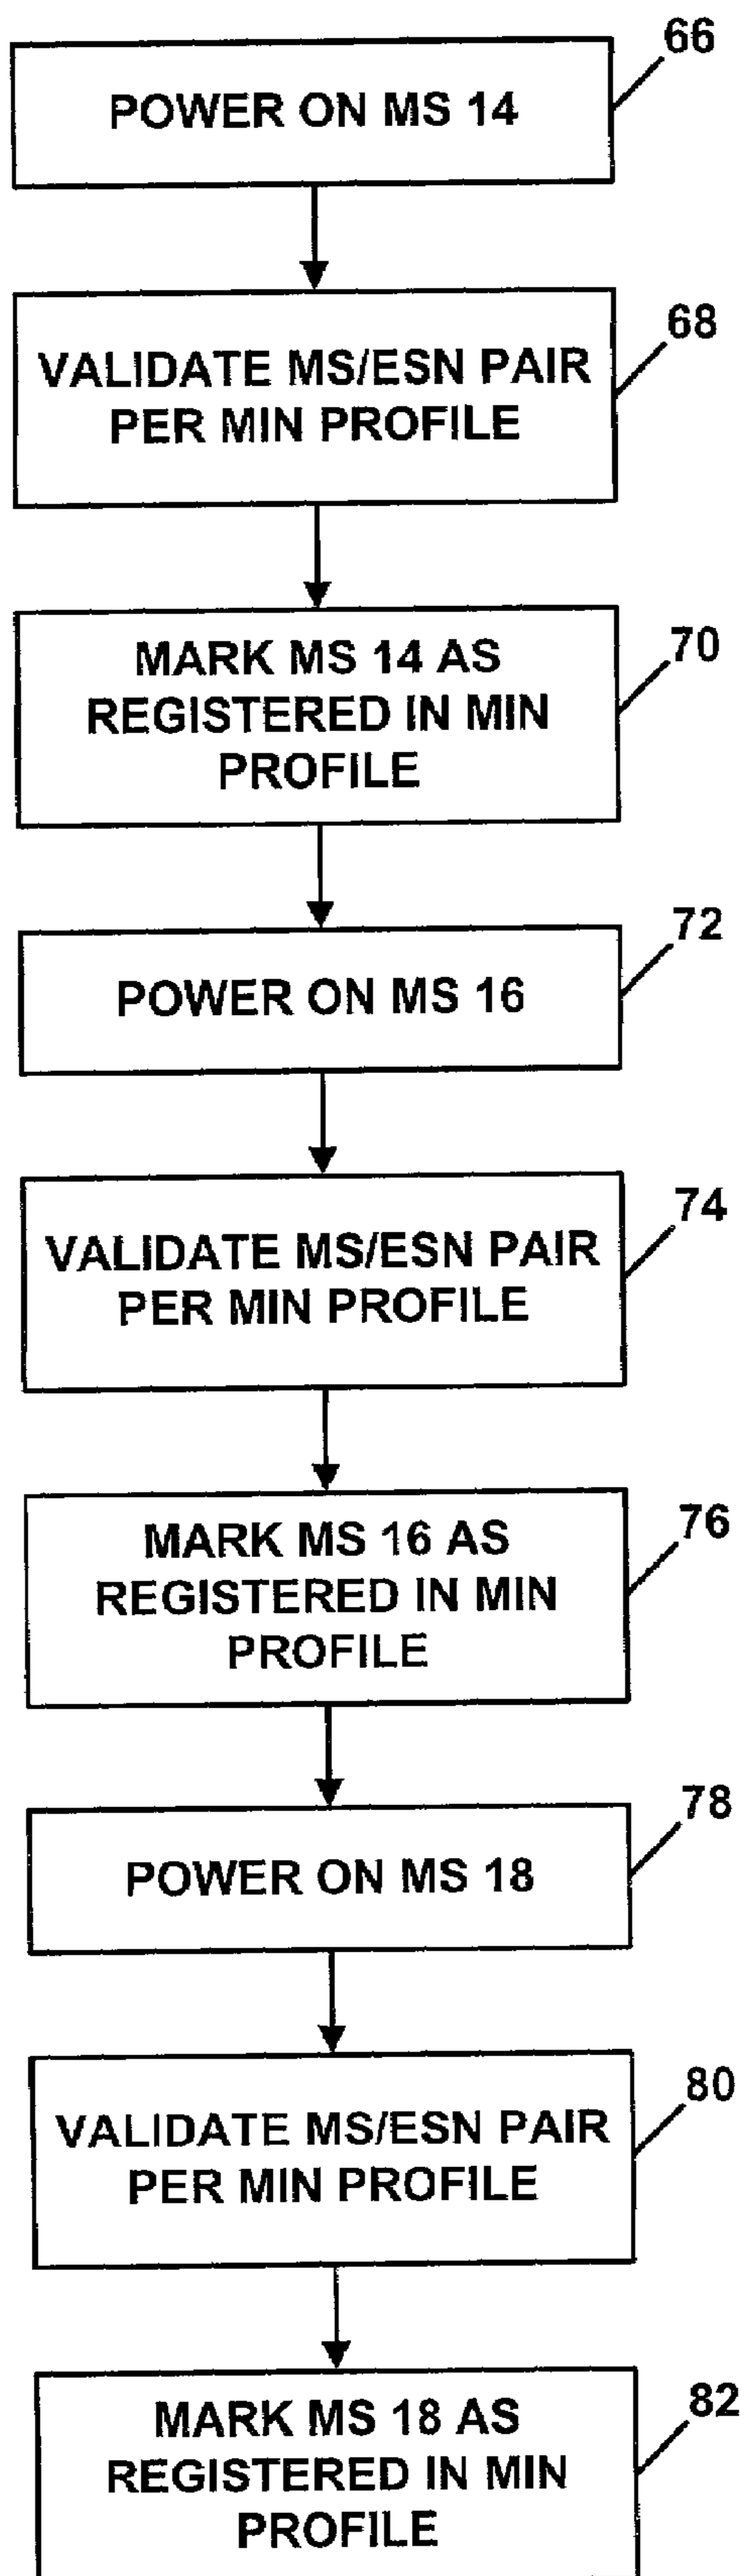 66
POWER ON MS 14
68
VALIDATE MS/ESN PAIR
PER MIN PROFILE
70
MARK MS 14 AS
REGISTERED IN MIN
PROFILE
72
POWER ON MS 16
74
VALIDATE MS/ESN PAIR
PER MIN PROFILE
76
MARK MS 16 AS
REGISTERED IN MIN
PROFILE
78
POWER ON MS 18
80
VALIDATE MS/ESN PAIR
PER MIN PROFILE
82
MARK MS 18 AS
REGISTERED IN MIN
PROFILE